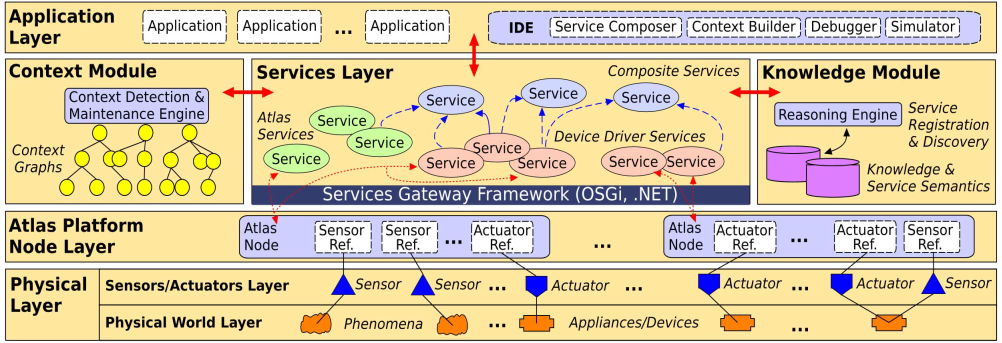 Application
Layer
Application
Application
...
Application
IDE
Service Composer
Context Builder
Debugger
Simulator
Context Module
Context Detection &
Maintenance Engine
Context
Graphs
Services Layer
Composite Services
Atlas
Services
Service
Service
Service
Service
Service
Service
Device Driver Services
Service
Service
Service
Service
Service
Services Gateway Framework (OSGi, .NET)
Knowledge Module
Reasoning Engine
Service
Registration
& Discovery
Knowledge &
Service Semantics
Atlas Platform
Node Layer
Atlas
Node
Sensor
Ref.
Sensor
Ref.
...
Actuator
Ref.
...
Atlas
Node
Actuator
Ref.
...
Actuator
Ref.
Sensor
Ref.
Physical
Layer
Sensors/Actuators Layer
Sensor
Sensor
...
Actuator
...
Actuator
...
Actuator
Sensor
Physical World Layer
Phenomena
...
Appliances/Devices
...